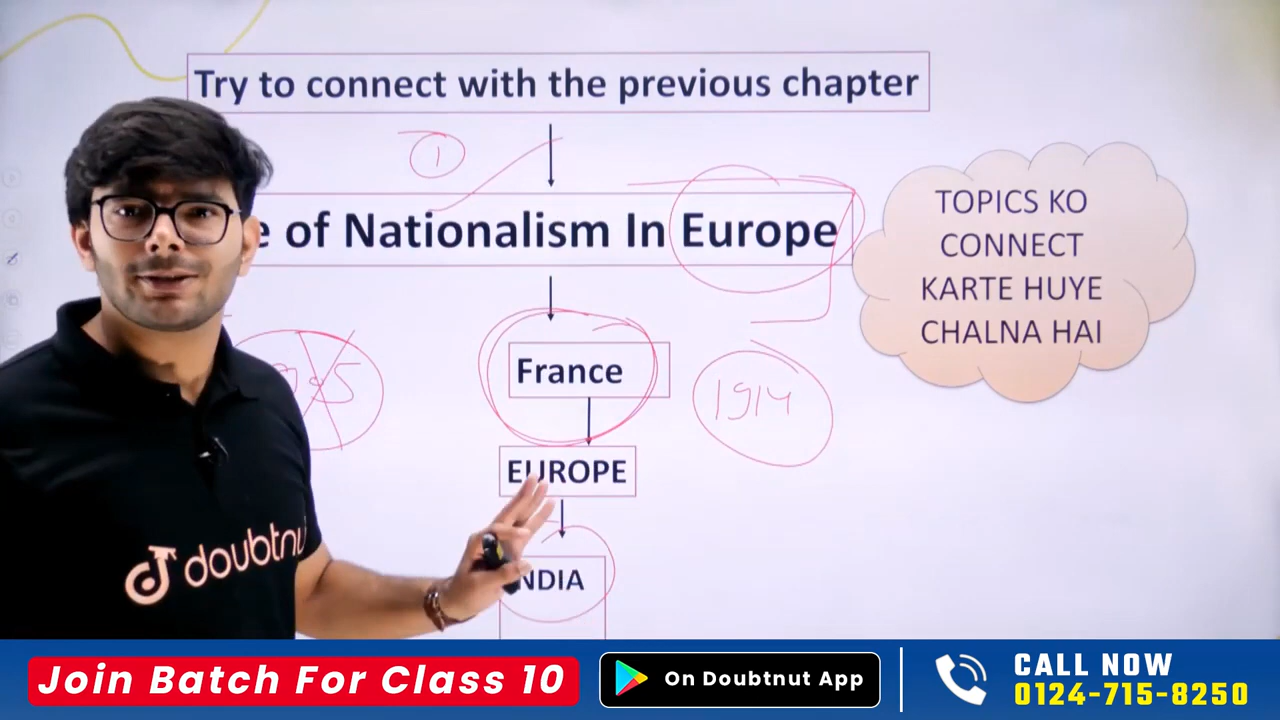 Try to connect with the previous chapter
1
e of Nationalism In Europe
TOPICS KO
CONNECT
KARTE HUYE
CHALNA HAI
France
1914
EUROPE
NDIA
doubtnu
Join Batch For Class 10
On Doubtnut App
CALL NOW
0124-715-8250